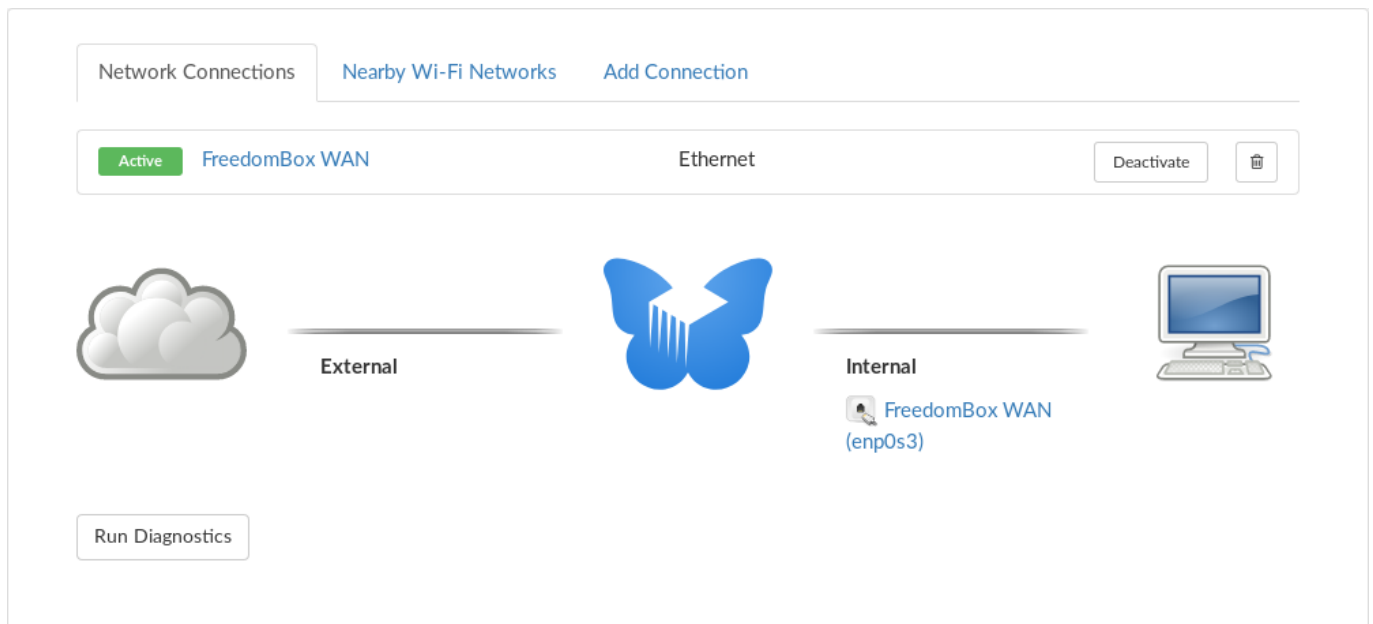 Network Connections
Nearby Wi-Fi Networks
Add Connection
Active
FreedomBox WAN
Ethernet
Deactivate
External
Internal
FreedomBox WAN
(enp0s3)
Run Diagnostics